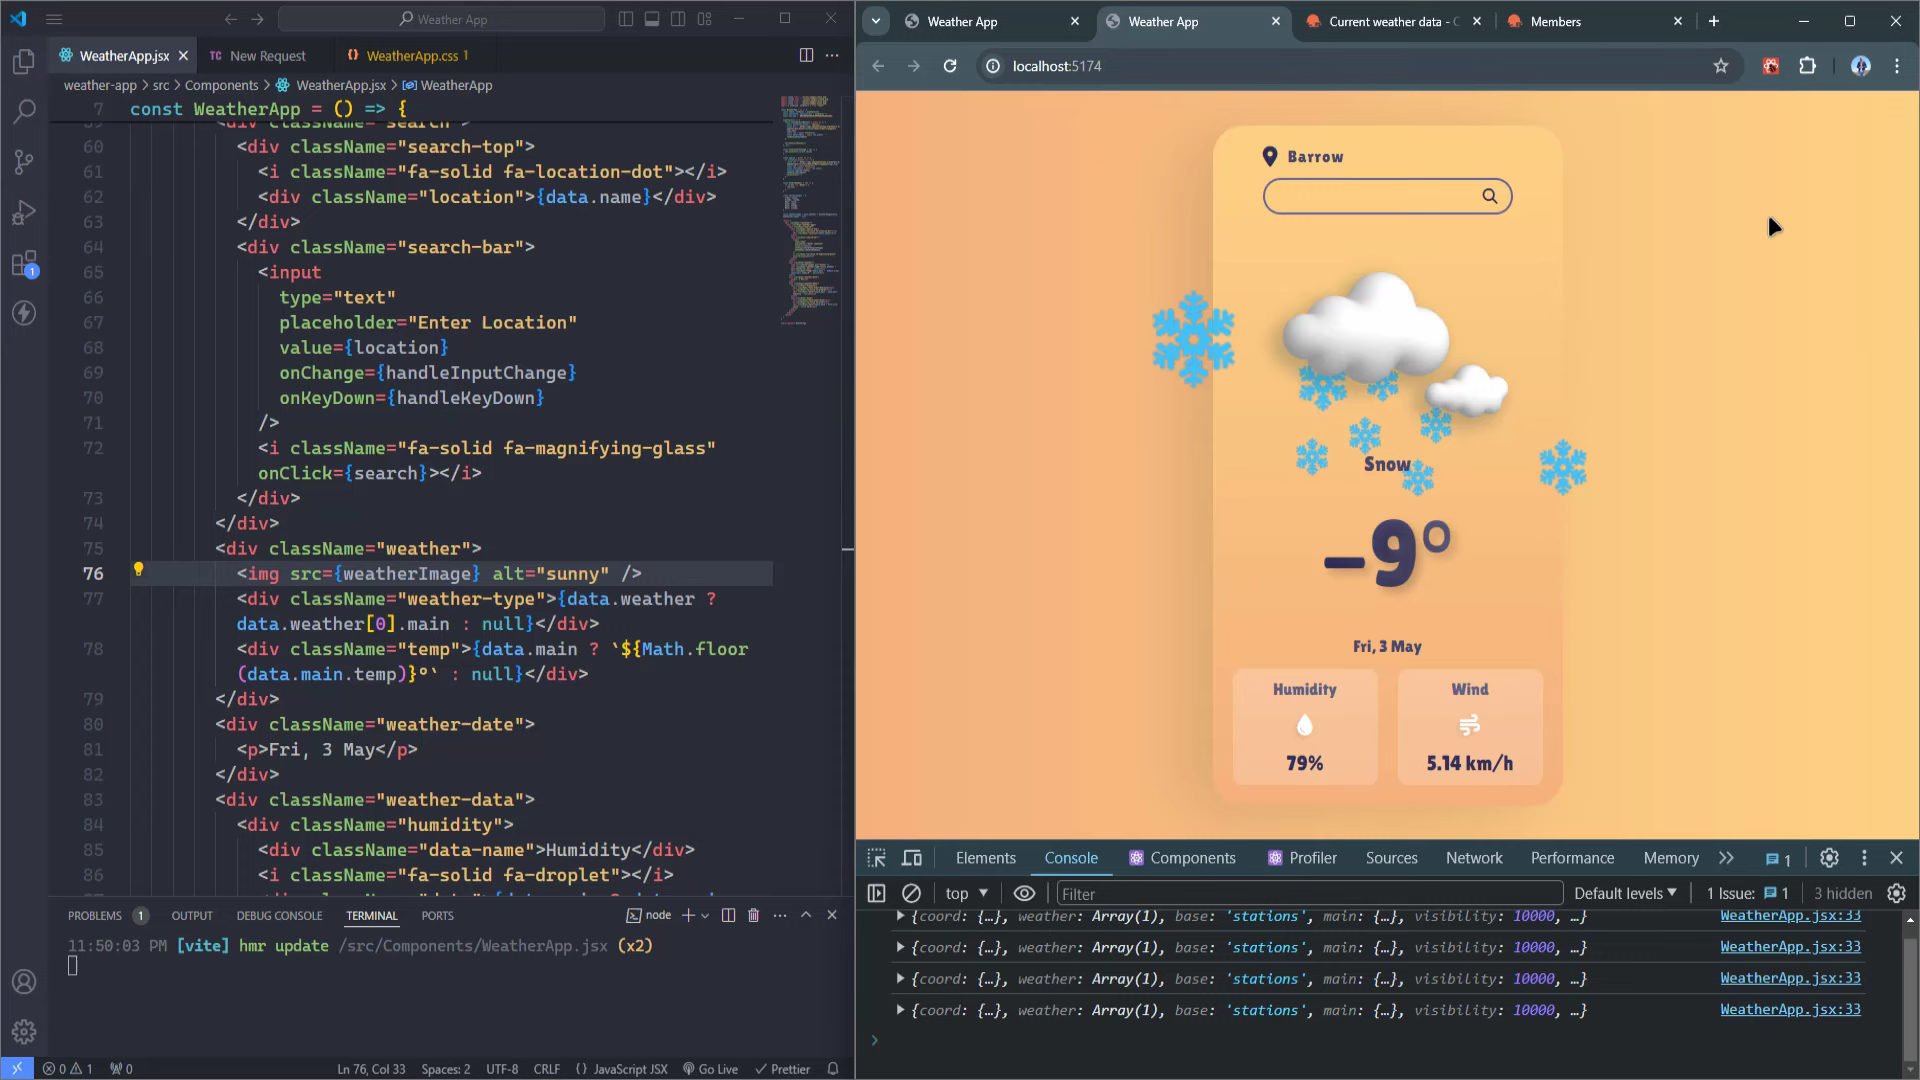 Weather App
WeatherApp.jsx
TC New Request
WeatherApp.css 1
weather-app > src > Components > WeatherApp.jsx > WeatherApp
7 const WeatherApp = () => {
<div className="search">
60 <div className="search-top">
61 <i className="fa-solid fa-location-dot"></i>
62 <div className="location">{data.name}</div>
63 </div>
64 <div className="search-bar">
65 <input
66 type="text"
67 placeholder="Enter Location"
68 value={location}
69 onChange={handleInputChange}
70 onKeyDown={handleKeyDown}
71 />
72 <i className="fa-solid fa-magnifying-glass"
onClick={search}></i>
73 </div>
74 </div>
75 <div className="weather">
76 <img src={weatherImage} alt="sunny" />
77 <div className="weather-type">{data.weather ?
data.weather[0].main : null}</div>
78 <div className="temp">{data.main ? `${Math.floor
(data.main.temp)}°` : null}</div>
79 </div>
80 <div className="weather-date">
81 <p>Fri, 3 May</p>
82 </div>
83 <div className="weather-data">
84 <div className="humidity">
85 <div className="data-name">Humidity</div>
86 <i className="fa-solid fa-droplet"></i>
PROBLEMS 1 OUTPUT DEBUG CONSOLE TERMINAL PORTS
node
11:50:03 PM [vite] hmr update /src/Components/WeatherApp.jsx (x2)
0 1 0 Ln 76, Col 33 Spaces: 2 UTF-8 CRLF {} JavaScript JSX Go Live Prettier
1
Weather App
Weather App
Current weather data -
Members
localhost:5174
Barrow
Snow
-9°
Fri, 3 May
Humidity
79%
Wind
5.14 km/h
Elements Console Components Profiler Sources Network Performance Memory 1
top Filter Default levels 1 Issue: 1 3 hidden
{coord: {…}, weather: Array(1), base: 'stations', main: {…}, visibility: 10000, …} WeatherApp.jsx:33
{coord: {…}, weather: Array(1), base: 'stations', main: {…}, visibility: 10000, …} WeatherApp.jsx:33
{coord: {…}, weather: Array(1), base: 'stations', main: {…}, visibility: 10000, …} WeatherApp.jsx:33
{coord: {…}, weather: Array(1), base: 'stations', main: {…}, visibility: 10000, …} WeatherApp.jsx:33